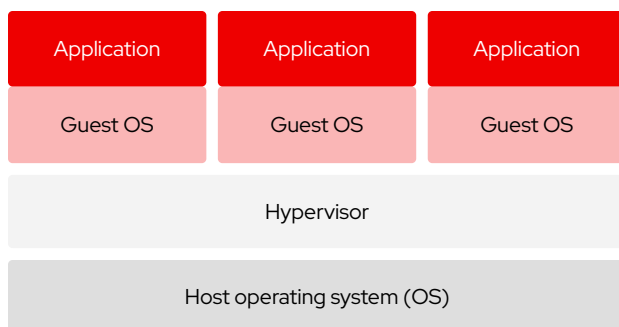 Application Application Application
Guest OS Guest OS Guest OS
Hypervisor
Host operating system (OS)